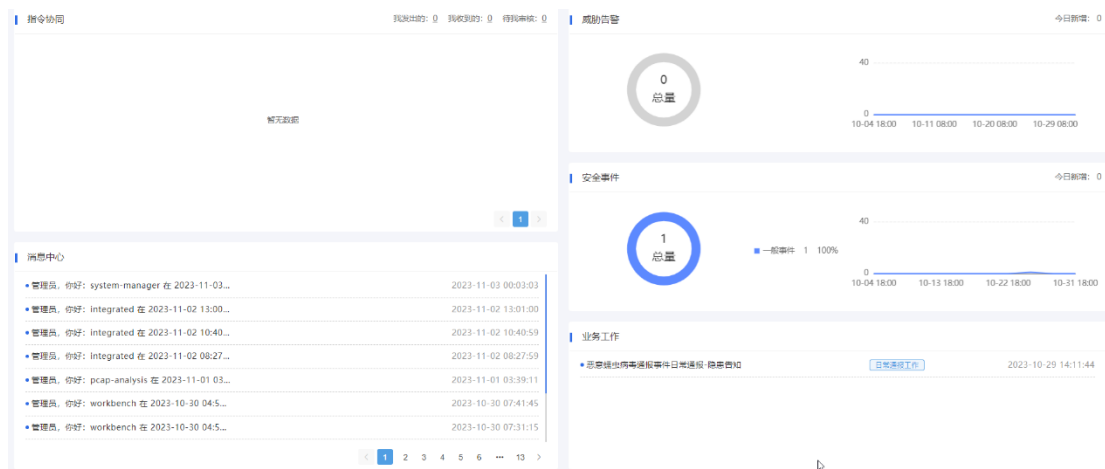 指令协同
我发出的: 0 我收到的: 0 待我审核: 0
暂无数据
< 1 >
消息中心
管理员，你好：system-manager 在 2023-11-03... 2023-11-03 00:03:03
管理员，你好：integrated 在 2023-11-02 13:00... 2023-11-02 13:01:00
管理员，你好：integrated 在 2023-11-02 10:40... 2023-11-02 10:40:59
管理员，你好：integrated 在 2023-11-02 08:27... 2023-11-02 08:27:59
管理员，你好：pcap-analysis 在 2023-11-01 03... 2023-11-01 03:39:11
管理员，你好：workbench 在 2023-10-30 04:5... 2023-10-30 07:41:45
管理员，你好：workbench 在 2023-10-30 04:5... 2023-10-30 07:31:15
< 1 2 3 4 5 6 ··· 13 >
威胁告警
今日新增: 0
0
总量
40
0
10-04 18:00 10-11 08:00 10-20 08:00 10-29 08:00
安全事件
今日新增: 0
1
总量
一般事件 1 100%
40
0
10-04 18:00 10-13 18:00 10-22 18:00 10-31 18:00
业务工作
恶意蠕虫病毒通报事件日常通报-隐患告知 日常通报工作 2023-10-29 14:11:44